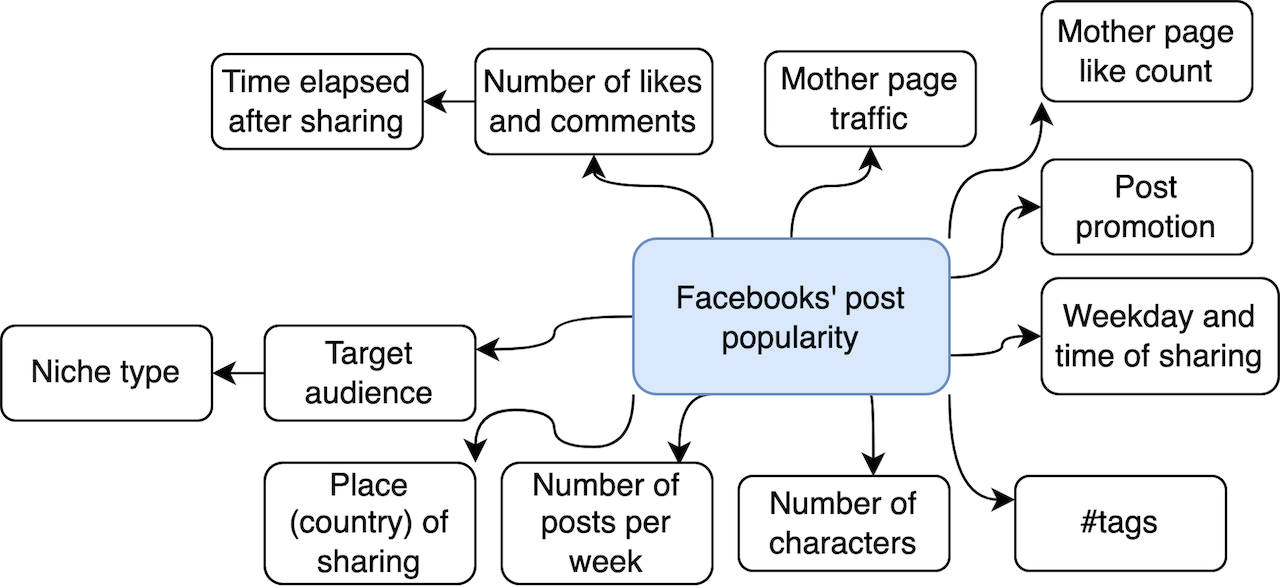 Mother page
like count
Time elapsed
after sharing
Number of likes
and comments
Mother page
traffic
Post
promotion
Facebooks' post
popularity
Weekday and
time of sharing
Niche type
Target
audience
Place
(country) of
sharing
Number of
posts per
week
Number of
characters
#tags